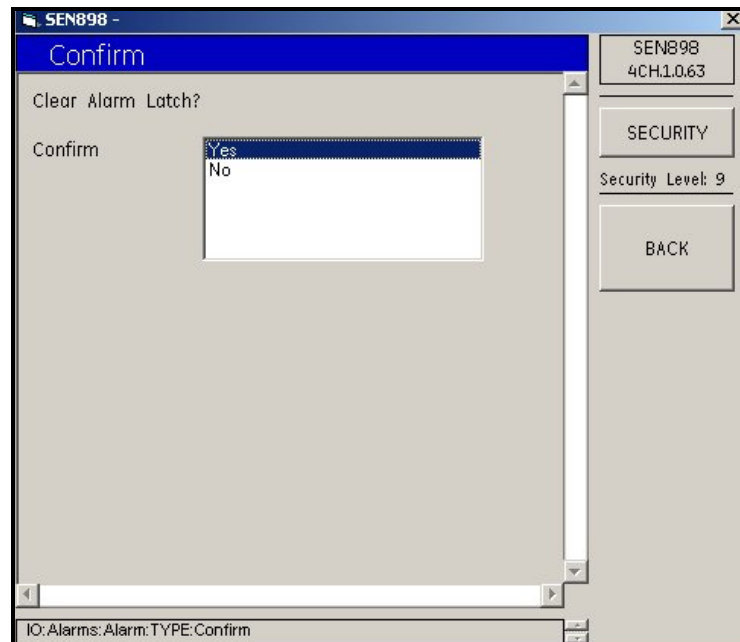 SEN898 -
Confirm
Clear Alarm Latch?
Confirm
Yes
No
SEN898
4CH.1.0.63
SECURITY
Security Level: 9
BACK
IO:Alarms:Alarm:TYPE:Confirm